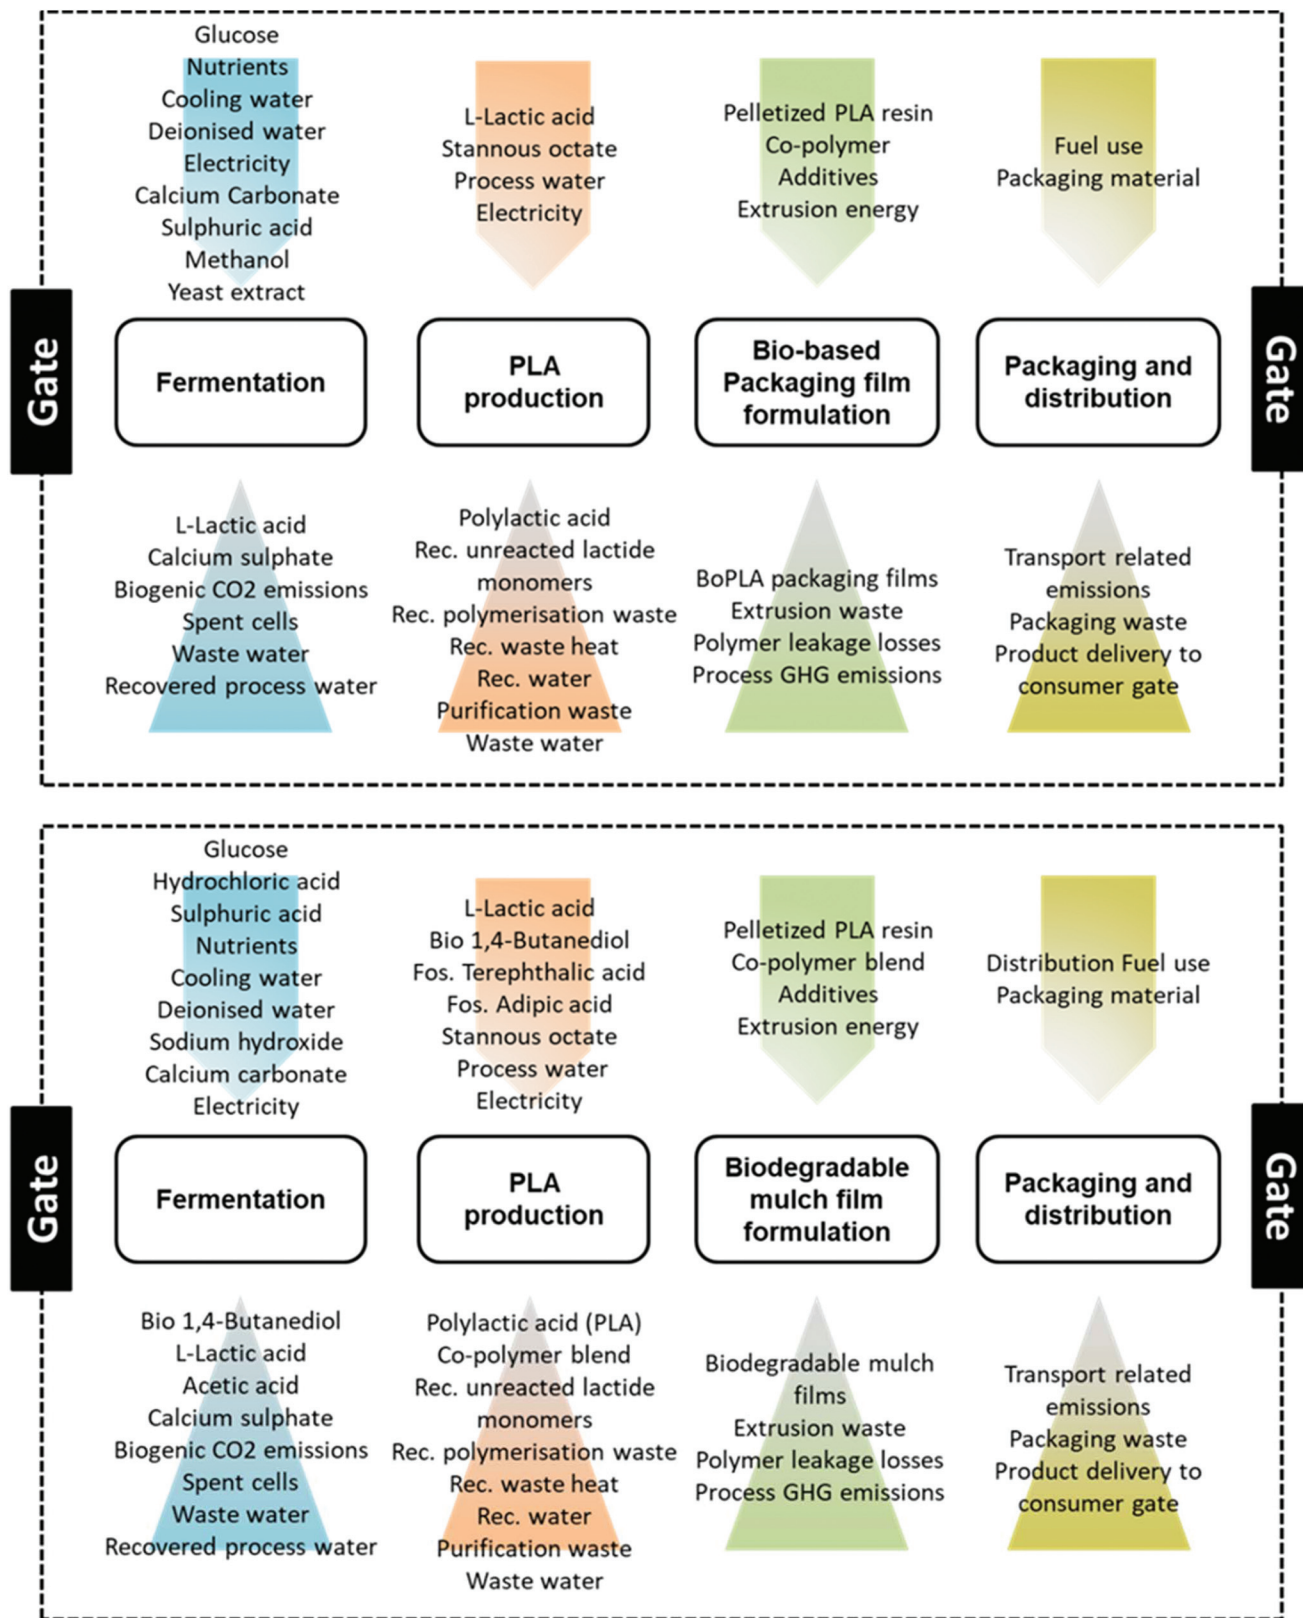 Glucose
Nutrients
Cooling water
Deionised water
Electricity
Calcium Carbonate
Sulphuric acid
Methanol
Yeast extract
L-Lactic acid
Stannous octate
Process water
Electricity
Pelletized PLA resin
Co-polymer
Additives
Extrusion energy
Fuel use
Packaging material
Gate
Fermentation
PLA
production
Bio-based
Packaging film
formulation
Packaging and
distribution
Gate
L-Lactic acid
Calcium sulphate
Biogenic CO2 emissions
Spent cells
Waste water
Recovered process water
Polylactic acid
Rec. unreacted lactide
monomers
Rec. polymerisation waste
Rec. waste heat
Rec. water
Purification waste
Waste water
BoPLA packaging films
Extrusion waste
Polymer leakage losses
Process GHG emissions
Transport related
emissions
Packaging waste
Product delivery to
consumer gate
Glucose
Hydrochloric acid
Sulphuric acid
Nutrients
Cooling water
Deionised water
Sodium hydroxide
Calcium carbonate
Electricity
L-Lactic acid
Bio 1,4-Butanediol
Fos. Terephthalic acid
Fos. Adipic acid
Stannous octate
Process water
Electricity
Pelletized PLA resin
Co-polymer blend
Additives
Extrusion energy
Distribution Fuel use
Packaging material
Gate
Fermentation
PLA
production
Biodegradable
mulch film
formulation
Packaging and
distribution
Gate
Bio 1,4-Butanediol
L-Lactic acid
Acetic acid
Calcium sulphate
Biogenic CO2 emissions
Spent cells
Waste water
Recovered process water
Polylactic acid (PLA)
Co-polymer blend
Rec. unreacted lactide
monomers
Rec. polymerisation waste
Rec. waste heat
Rec. water
Purification waste
Waste water
Biodegradable mulch
films
Extrusion waste
Polymer leakage losses
Process GHG emissions
Transport related
emissions
Packaging waste
Product delivery to
consumer gate